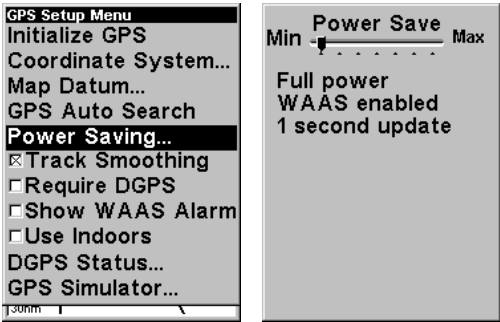 GPS Setup Menu
Initialize GPS
Coordinate System...
Map Datum...
GPS Auto Search
Power Saving...
Track Smoothing
Require DGPS
Show WAAS Alarm
Use Indoors
DGPS Status...
GPS Simulator...
30nm
Power Save
Min Max
Full power
WAAS enabled
1 second update